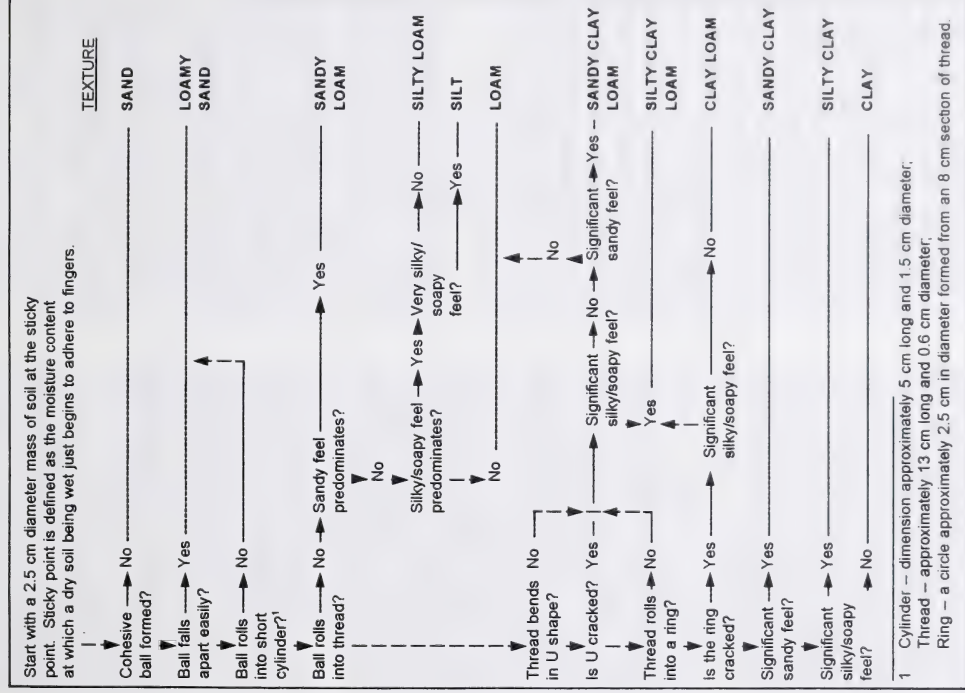 Start with a 2.5 cm diameter mass of soil at the sticky
point. Sticky point is defined as the moisture content
at which a dry soil being wet just begins to adhere to fingers.
TEXTURE
Cohesive No SAND
ball formed?
Ball falls Yes LOAMY
apart easily? SAND
Ball rolls No
into short
cylinder?1
Ball rolls No Sandy feel Yes SANDY
into thread? predominates? LOAM
No
Silky/soapy feel Yes Very silky/ No SILTY LOAM
predominates? soapy
feel? Yes SILT
No LOAM
Thread bends No
in U shape?
No
Is U cracked? Yes Significant No Significant Yes – SANDY CLAY
silky/soapy feel? sandy feel? LOAM
Thread rolls No Yes SILTY CLAY
into a ring? LOAM
Is the ring Yes Significant No CLAY LOAM
cracked? silky/soapy feel?
Significant Yes SANDY CLAY
sandy feel?
Significant Yes SILTY CLAY
silky/soapy
feel? No CLAY
1 Cylinder – dimension approximately 5 cm long and 1.5 cm diameter;
Thread – approximately 13 cm long and 0.6 cm diameter;
Ring – a circle approximately 2.5 cm in diameter formed from an 8 cm section of thread.